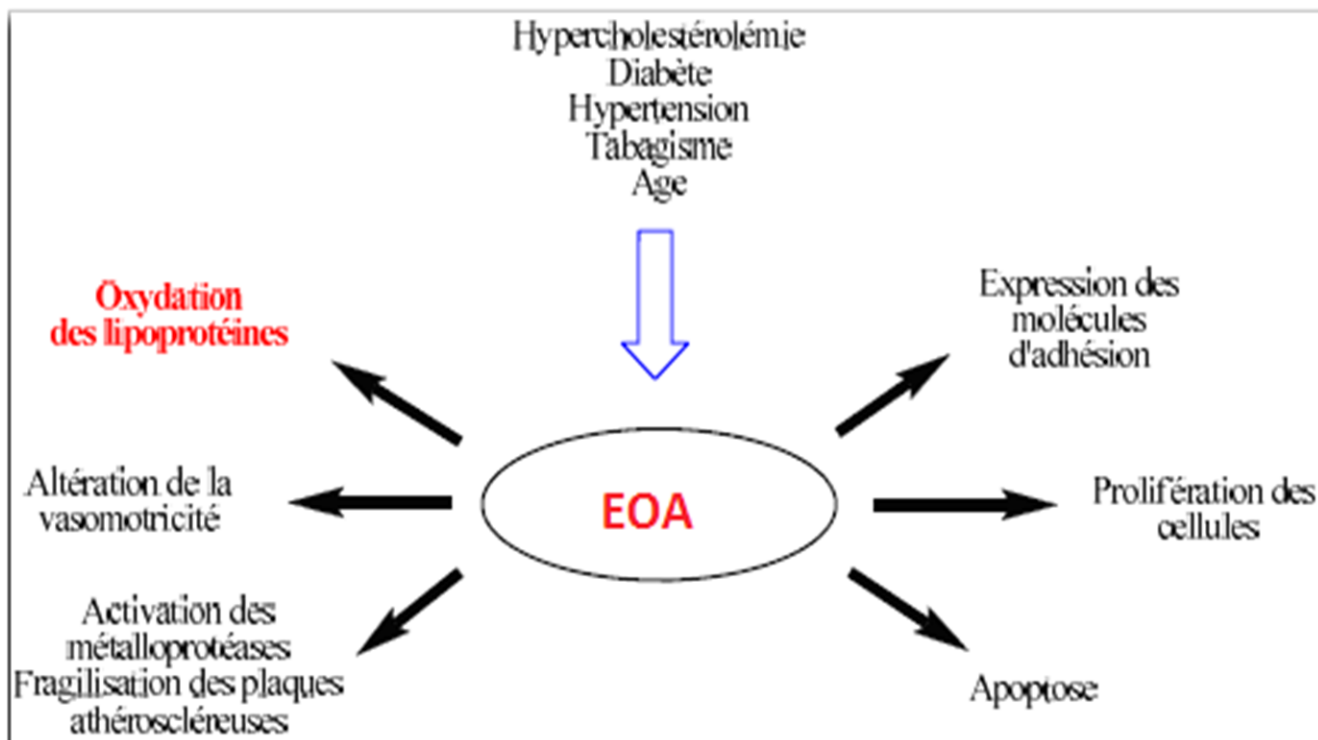 Hypercholestérolémie
Diabète
Hypertension
Tabagisme
Age
Oxydation
des lipoprotéines
Expression des
molécules
d'adhésion
EOA
Altération de la
vasomotricité
Prolifération des
cellules
Activation des
métalloprotéases
Fragilisation des plaques
athéroscléreuses
Apoptose